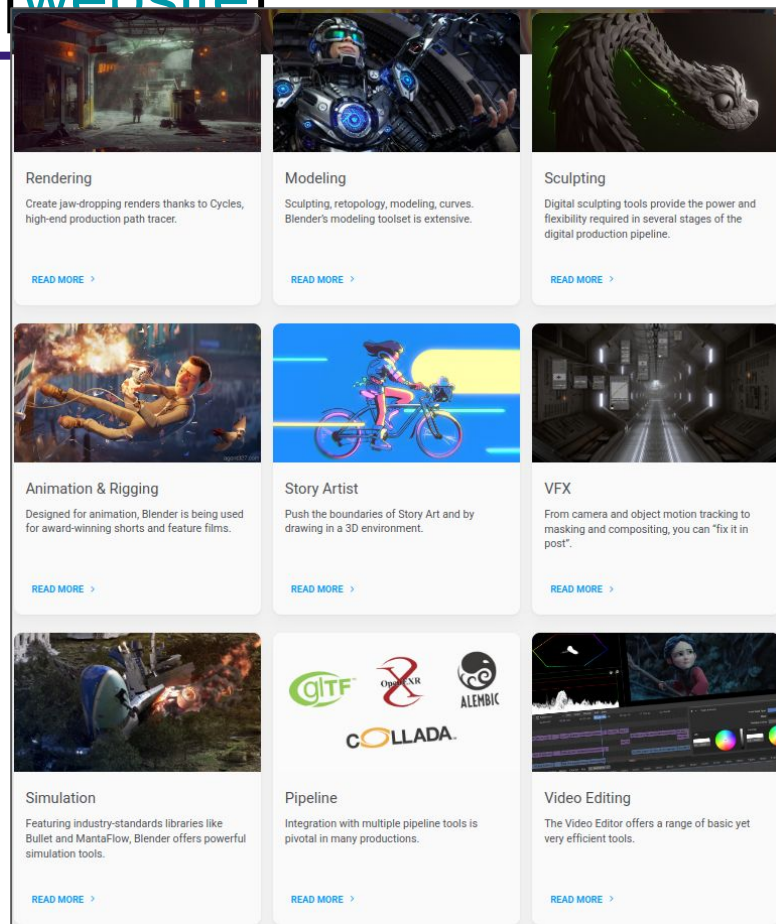 website
Rendering
Create jaw-dropping renders thanks to Cycles,
high-end production path tracer.
READ MORE >
Modeling
Sculpting, retopology, modeling, curves.
Blender's modeling toolset is extensive.
READ MORE >
Sculpting
Digital sculpting tools provide the power and
flexibility required in several stages of the
digital production pipeline.
READ MORE >
Animation & Rigging
Designed for animation, Blender is being used
for award-winning shorts and feature films.
READ MORE >
Story Artist
Push the boundaries of Story Art and by
drawing in a 3D environment.
READ MORE >
VFX
From camera and object motion tracking to
masking and compositing, you can “fix it in
post”.
READ MORE >
Simulation
Featuring industry-standards libraries like
Bullet and MantaFlow, Blender offers powerful
simulation tools.
READ MORE >
glTF
OpenEXR
ALEMBIC
COLLADA.
Pipeline
Integration with multiple pipeline tools is
pivotal in many productions.
READ MORE >
Video Editing
The Video Editor offers a range of basic yet
very efficient tools.
READ MORE >